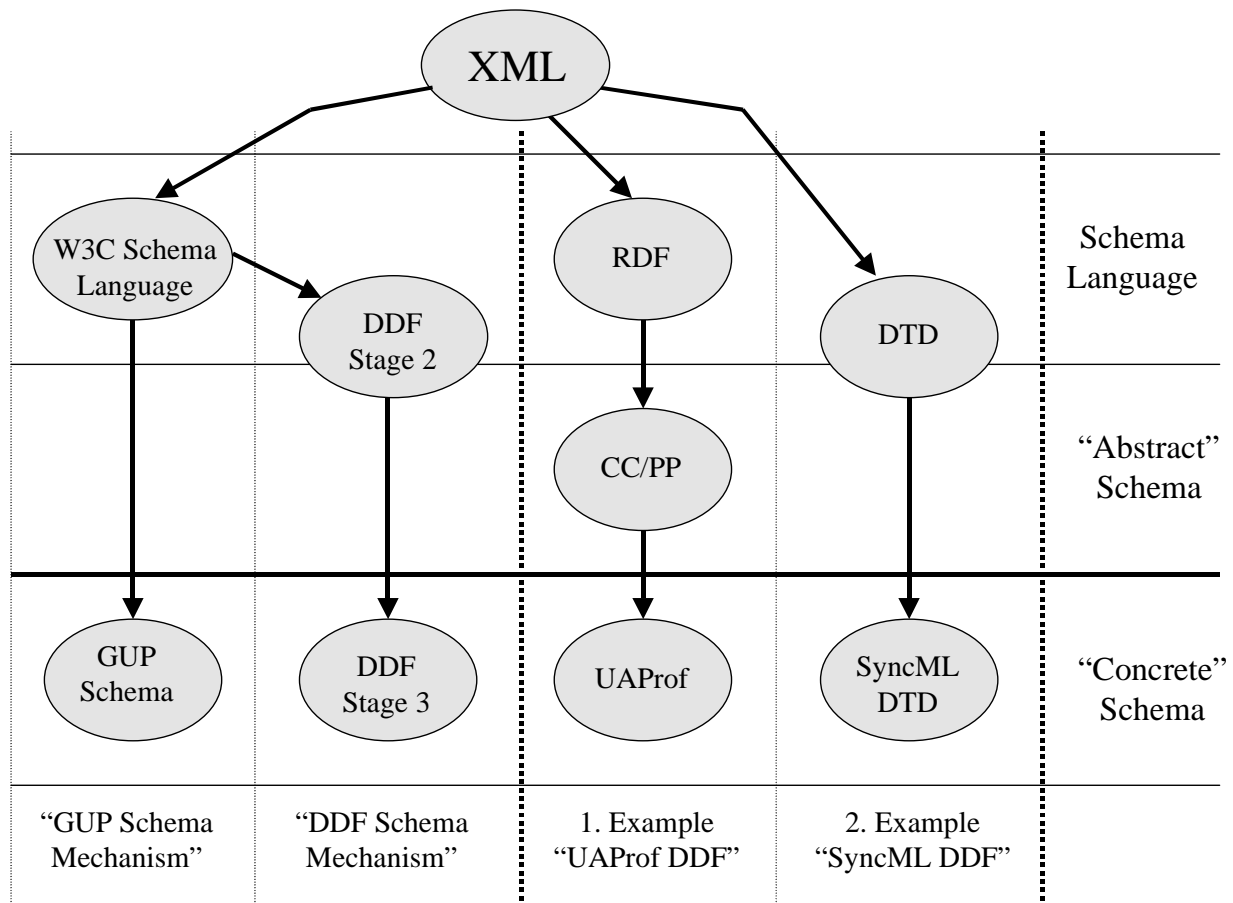 XML
W3C Schema
Language
RDF
Schema
Language
DDF
Stage 2
DTD
CC/PP
“Abstract”
Schema
GUP
Schema
DDF
Stage 3
UAProf
SyncML
DTD
“Concrete”
Schema
“GUP Schema
Mechanism”
“DDF Schema
Mechanism”
1. Example
“UAProf DDF”
2. Example
“SyncML DDF”